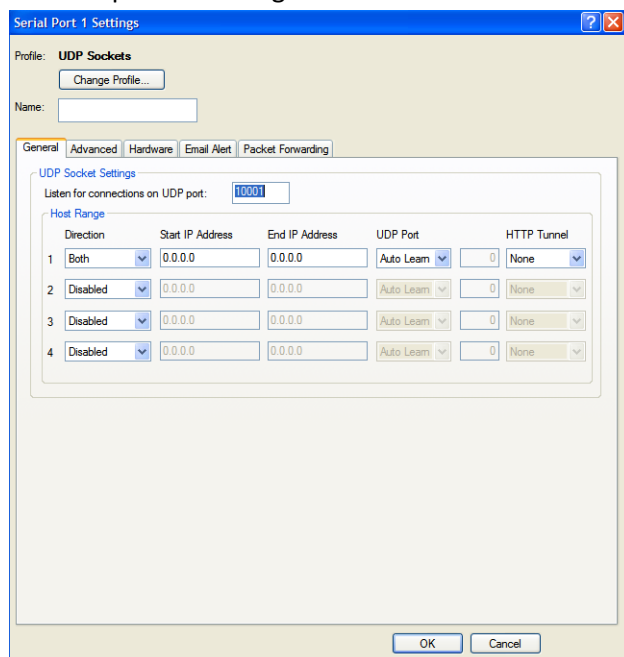 Serial Port 1 Settings
Profile: UDP Sockets
Change Profile...
Name:
General Advanced Hardware Email Alert Packet Forwarding
UDP Socket Settings
Listen for connections on UDP port: 10001
Host Range
Direction Start IP Address End IP Address UDP Port HTTP Tunnel
1 Both 0.0.0.0 0.0.0.0 Auto Learn 0 None
2 Disabled 0.0.0.0 0.0.0.0 Auto Learn 0 None
3 Disabled 0.0.0.0 0.0.0.0 Auto Learn 0 None
4 Disabled 0.0.0.0 0.0.0.0 Auto Learn 0 None
OK Cancel